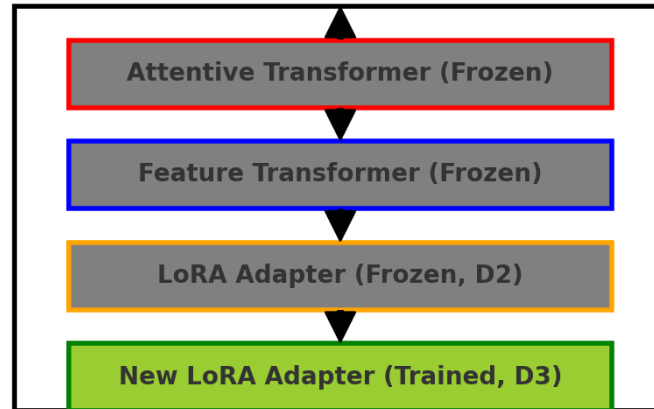 Attentive Transformer (Frozen)
Feature Transformer (Frozen)
LoRA Adapter (Frozen, D2)
New LoRA Adapter (Trained, D3)